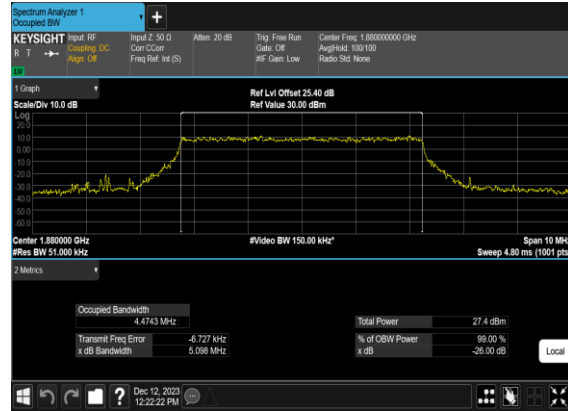 Spectrum Analyzer 1
Occupied BW
KEYSIGHT Input: RF Input Z: 50 Ω Atten: 20 dB Trig: Free Run Center Freq: 1.880000000 GHz
R T Coupling: DC Corr CCorr Gate: Off Avg|Hold: 100/100
Align: Off Freq Ref: Int (S) #IF Gain: Low Radio Std: None
1 Graph
Ref Lvl Offset 25.40 dB
Scale/Div 10.0 dB Ref Value 30.00 dBm
Log
20.0
10.0
0.00
-10.0
-20.0
-30.0
-40.0
-50.0
-60.0
Center 1.880000 GHz #Video BW 150.00 kHz* Span 10 MHz
#Res BW 51.000 kHz Sweep 4.80 ms (1001 pts)
2 Metrics
Occupied Bandwidth
4.4743 MHz Total Power 27.4 dBm
Transmit Freq Error -6.727 kHz % of OBW Power 99.00 %
x dB Bandwidth 5.098 MHz x dB -26.00 dB
Local
Dec 12, 2023
12:22:22 PM